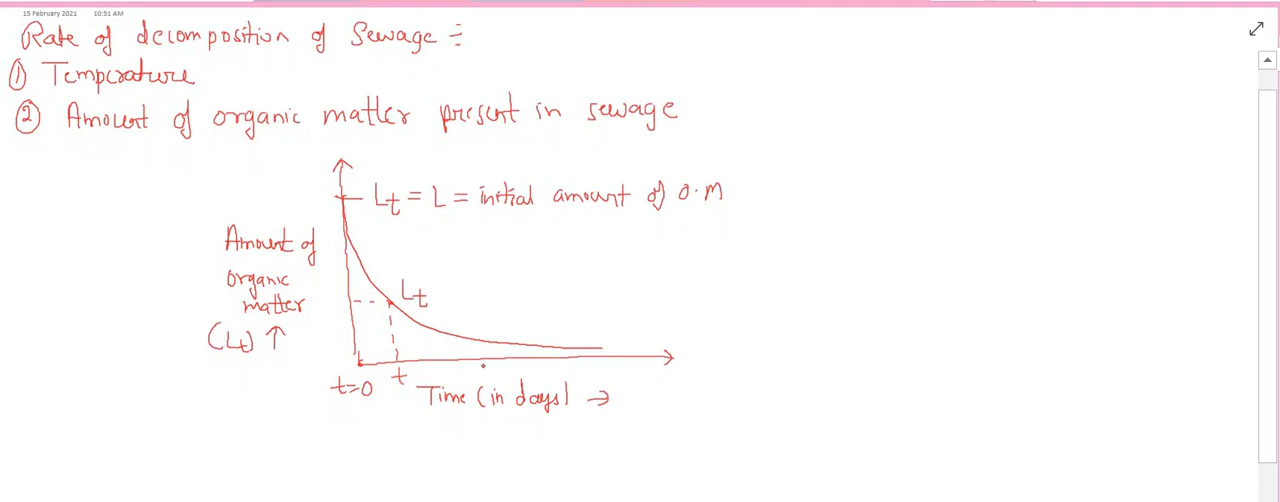 15 February 2021 10:51 AM
Rate of decomposition of Sewage ÷
① Temperature
② Amount of organic matter present in sewage
Lt = L = initial amount of O.M
Amount of
organic
matter
(Lt) ↑
Lt
t=0
t
Time (in days) →